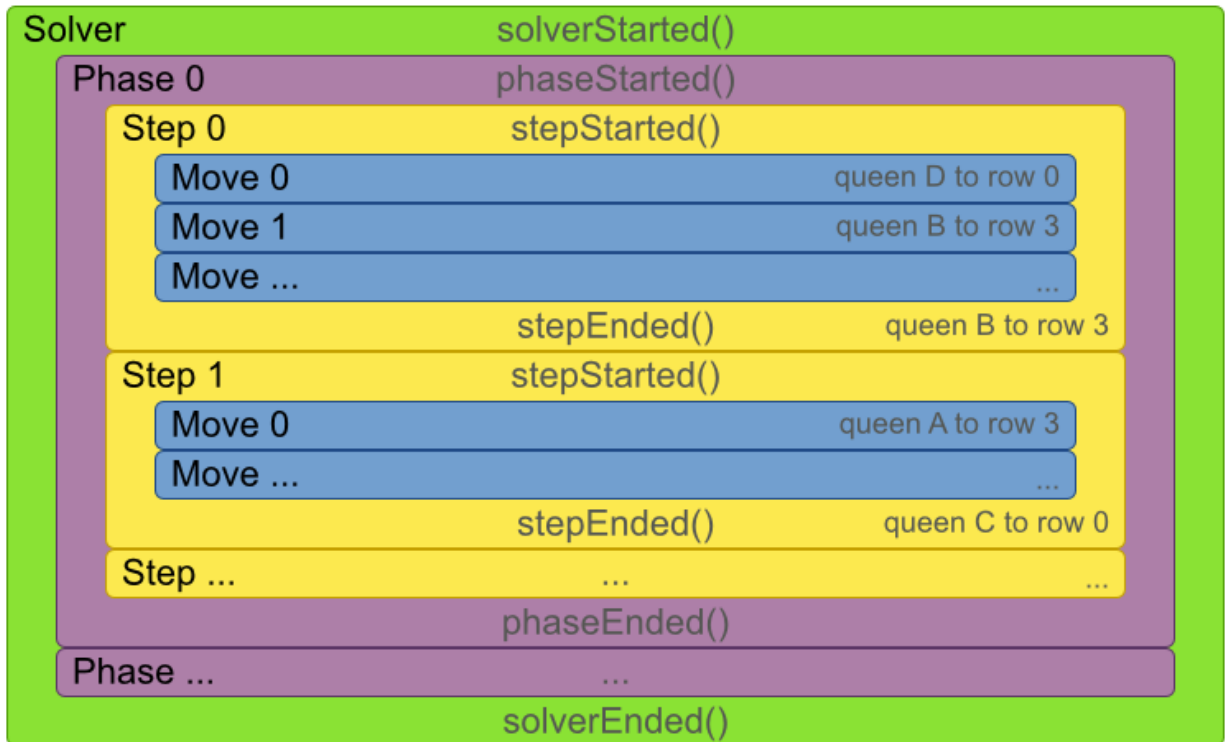 Solver solverStarted()
Phase 0 phaseStarted()
Step 0 stepStarted()
Move 0 queen D to row 0
Move 1 queen B to row 3
Move ... ...
stepEnded() queen B to row 3
Step 1 stepStarted()
Move 0 queen A to row 3
Move ... ...
stepEnded() queen C to row 0
Step ... ... ...
phaseEnded()
Phase ... ...
solverEnded()